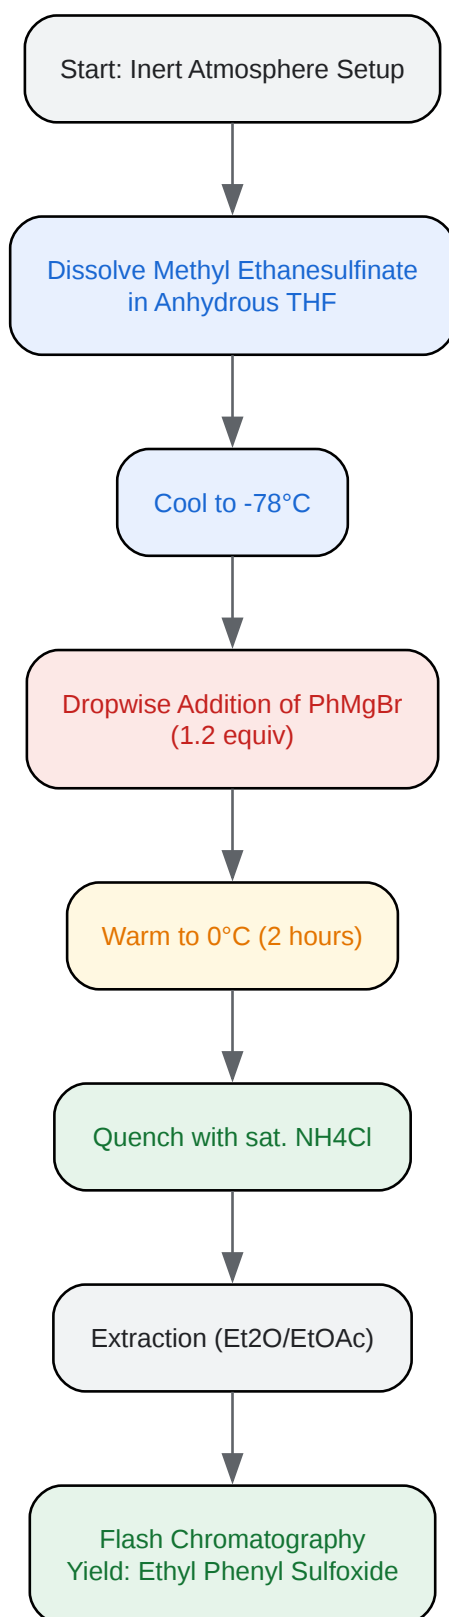 Start: Inert Atmosphere Setup
Dissolve Methyl Ethanesulfinate
in Anhydrous THF
Cool to -78°C
Dropwise Addition of PhMgBr
(1.2 equiv)
Warm to 0°C (2 hours)
Quench with sat. NH4Cl
Extraction (Et2O/EtOAc)
Flash Chromatography
Yield: Ethyl Phenyl Sulfoxide